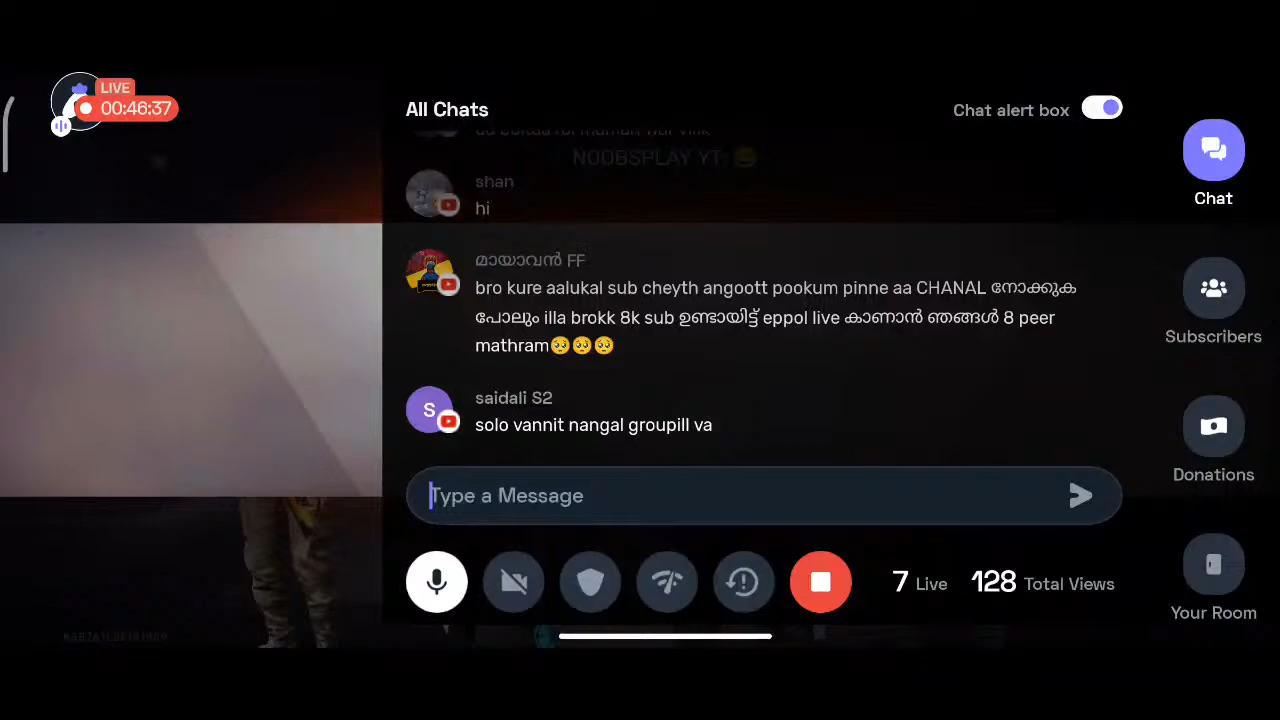 LIVE
00:46:37
All Chats
Chat alert box
NOOBSPLAY YT 😄
shan
hi
മായാവൻ FF
bro kure aalukal sub cheyth angoott pookum pinne aa CHANAL നോക്കുക
പോലും illa brokk 8k sub ഉണ്ടായിട്ട് eppol live കാണാൻ ഞങ്ങൾ 8 peer
mathram🥺🥺🥺
S
saidali S2
solo vannit nangal groupill va
Type a Message
7 Live 128 Total Views
Chat
Subscribers
Donations
Your Room